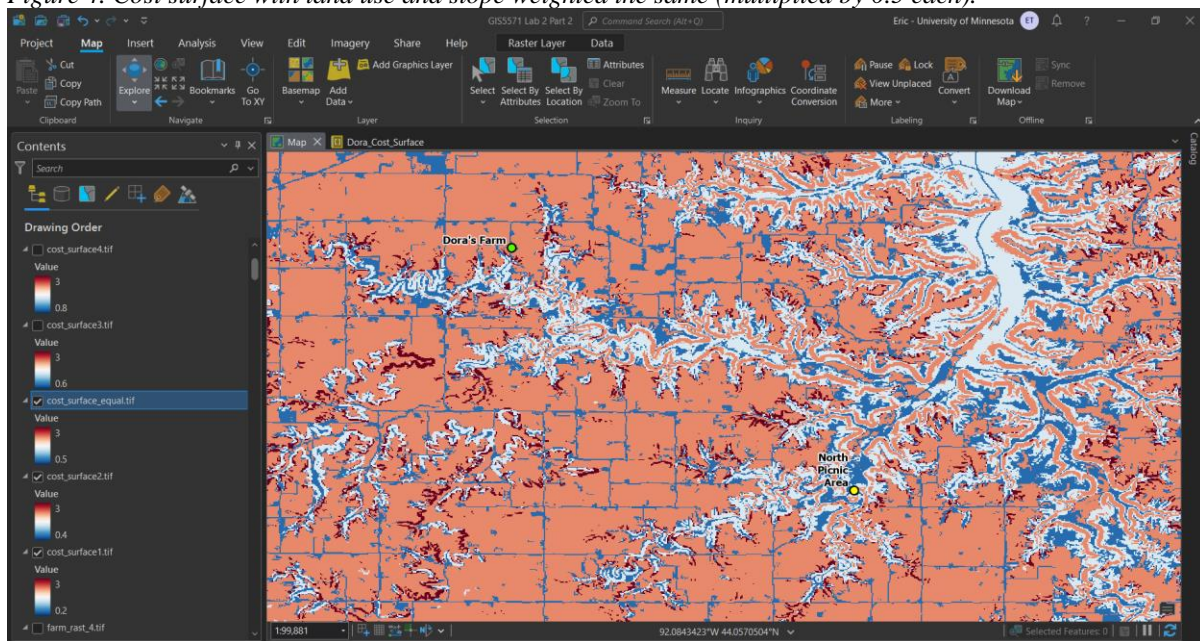 Figure 4. Cost surface with land use and slope weighted the same (multiplied by 0.5 each).
GIS5571 Lab 2 Part 2
Command Search (Alt+Q)
Eric - University of Minnesota
ET
?
Project Map Insert Analysis View Edit Imagery Share Help Raster Layer Data
Paste
Cut
Copy
Copy Path
Clipboard
Explore
Bookmarks
Go To XY
Navigate
Basemap
Add Data
Add Graphics Layer
Layer
Select
Select By Attributes
Select By Location
Attributes
Clear
Zoom To
Selection
Measure
Locate
Infographics
Coordinate Conversion
Inquiry
Pause
Lock
View Unplaced
More
Convert
Labeling
Download Map
Sync
Remove
Offline
Contents
Search
Map
Dora_Cost_Surface
Catalog
Drawing Order
cost_surface4.tif
Value
3
0.8
cost_surface3.tif
Value
3
0.6
cost_surface_equal.tif
Value
3
0.5
cost_surface2.tif
Value
3
0.4
cost_surface1.tif
Value
3
0.2
farm_rast_4.tif
Dora's Farm
North
Picnic
Area
1:99,881
92.0843423°W 44.0570504°N
Selected Features: 0